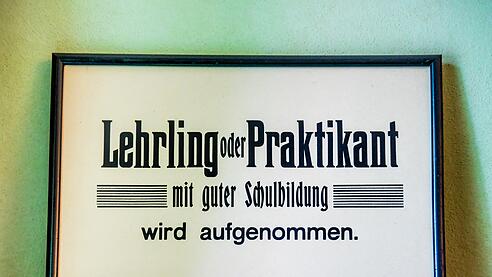 Lehrling oder Praktikant
mit guter Schulbildung
wird aufgenommen.